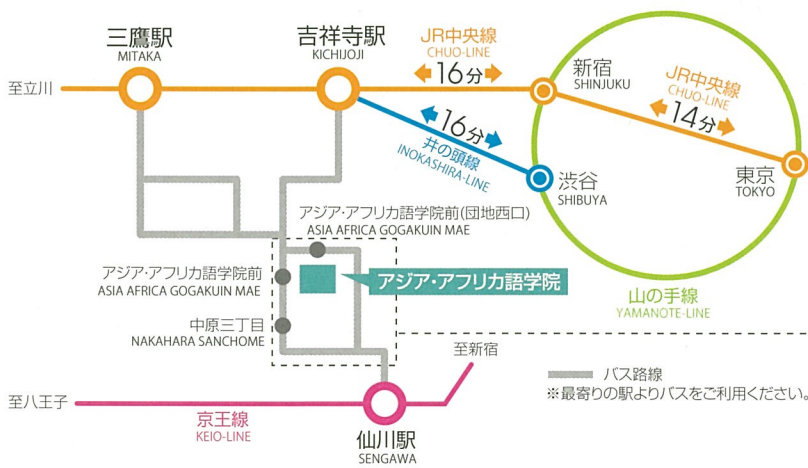 三鷹駅
MITAKA
吉祥寺駅
KICHIJOJI
JR中央線
CHUO-LINE
16分
新宿
SHINJUKU
JR中央線
CHUO-LINE
14分
至立川
16分
井の頭線
INOKASHIRA-LINE
渋谷
SHIBUYA
東京
TOKYO
アジア・アフリカ語学院前(団地西口)
ASIA AFRICA GOGAKUIN MAE
アジア・アフリカ語学院前
ASIA AFRICA GOGAKUIN MAE
アジア・アフリカ語学院
山の手線
YAMANOTE-LINE
中原三丁目
NAKAHARA SANCHOME
至新宿
バス路線
※最寄りの駅よりバスをご利用ください。
至八王子
京王線
KEIO-LINE
仙川駅
SENGAWA